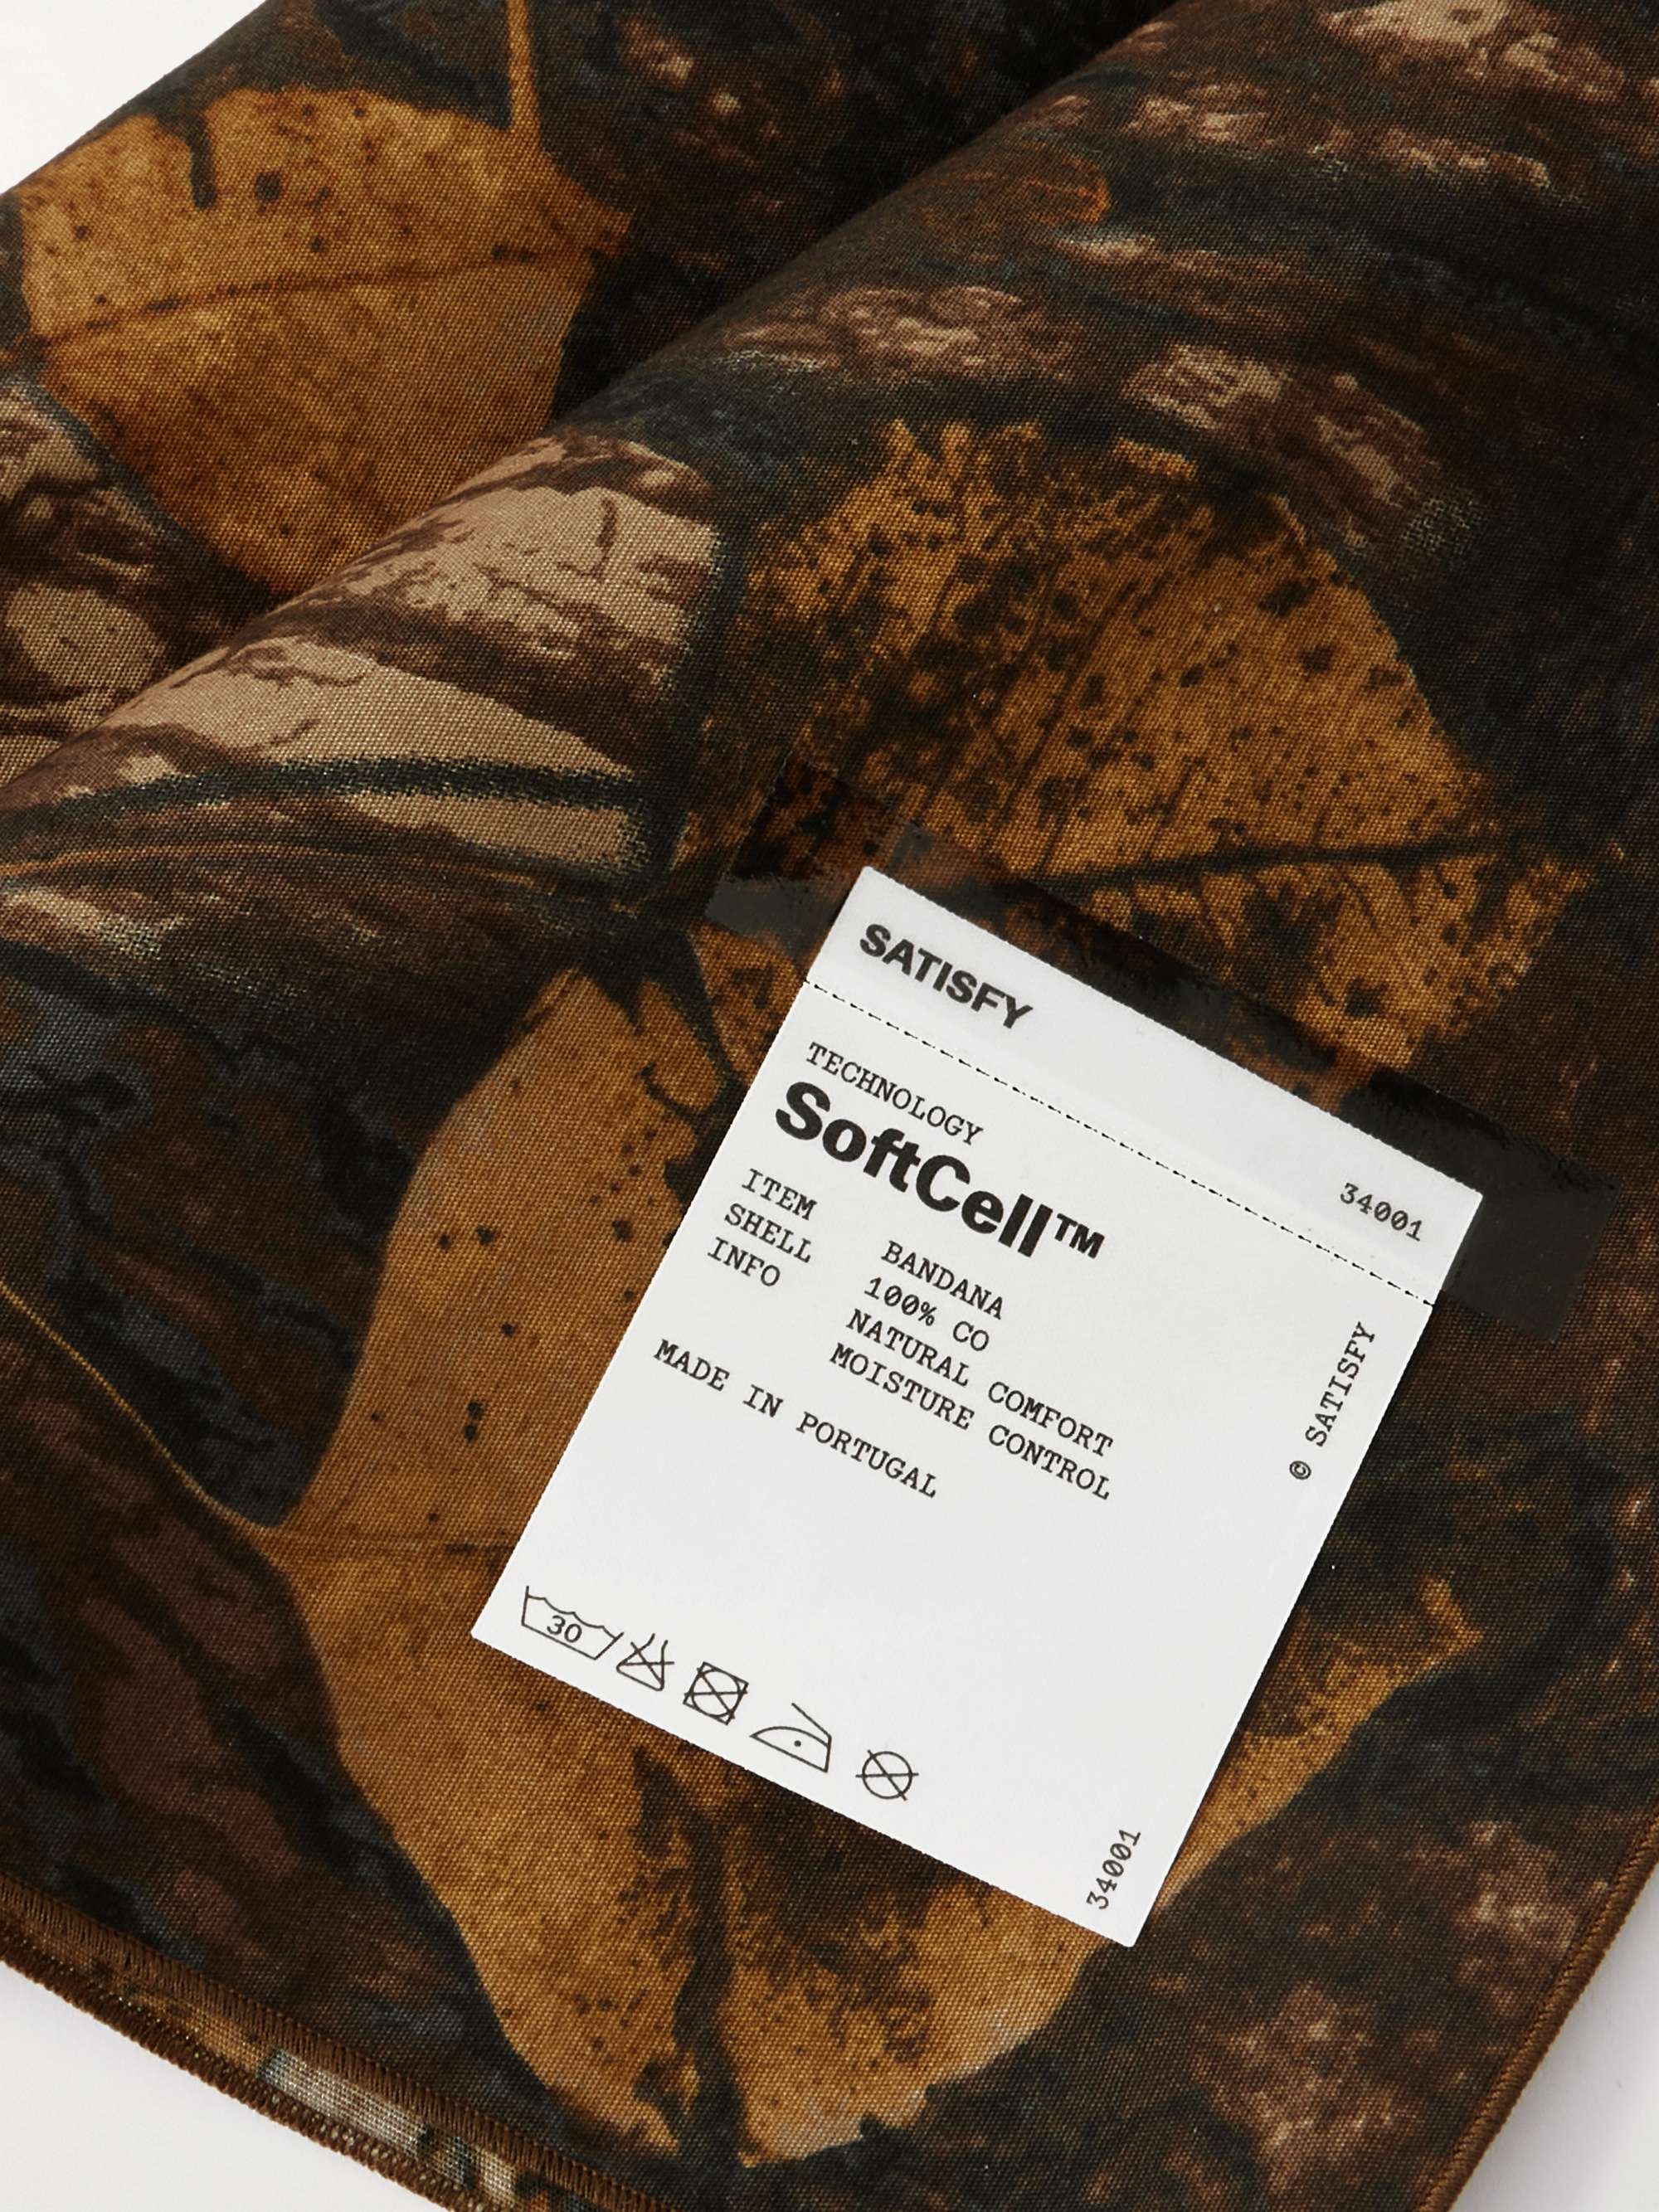 SATISFY
34001
TECHNOLOGY
SoftCell™
ITEM BANDANA
SHELL 100% CO
INFO NATURAL COMFORT
MOISTURE CONTROL
MADE IN PORTUGAL
© SATISFY
30
34001